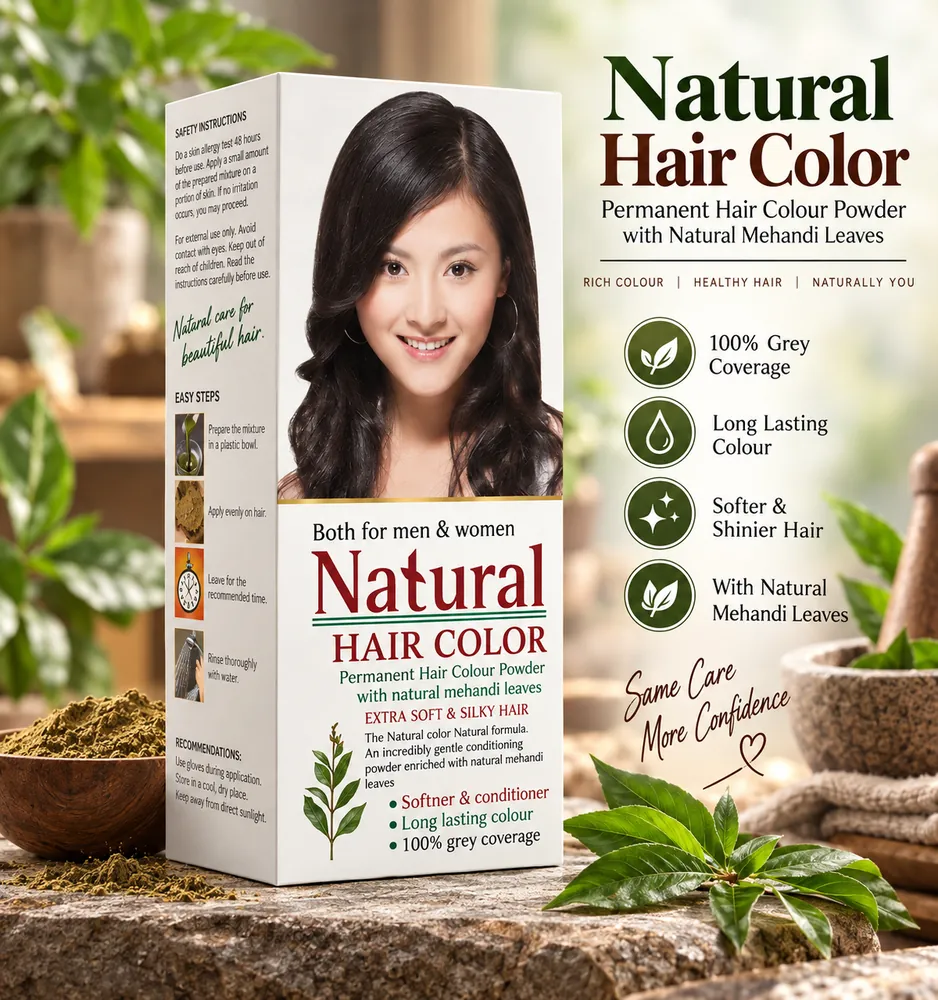 SAFETY INSTRUCTIONS
Do a skin allergy test 48 hours
before use. Apply a small amount
of the prepared mixture on a
portion of skin. If no irritation
occurs, you may proceed.
For external use only. Avoid
contact with eyes. Keep out of
reach of children. Read the
instructions carefully before use.
Natural care for
beautiful hair.
EASY STEPS
Prepare the mixture
in a plastic bowl.
Apply evenly on hair.
Leave for the
recommended time.
Rinse thoroughly
with water.
RECOMMENDATIONS:
Use gloves during application.
Store in a cool, dry place.
Keep away from direct sunlight.
Both for men & women
Natural
HAIR COLOR
Permanent Hair Colour Powder
with natural mehandi leaves
EXTRA SOFT & SILKY HAIR
The Natural color Natural formula.
An incredibly gentle conditioning
powder enriched with natural mehandi
leaves
• Softner & conditioner
• Long lasting colour
• 100% grey coverage
Natural
Hair Color
Permanent Hair Colour Powder
with Natural Mehandi Leaves
RICH COLOUR | HEALTHY HAIR | NATURALLY YOU
100% Grey
Coverage
Long Lasting
Colour
Softer &
Shinier Hair
With Natural
Mehandi Leaves
Same Care
More Confidence